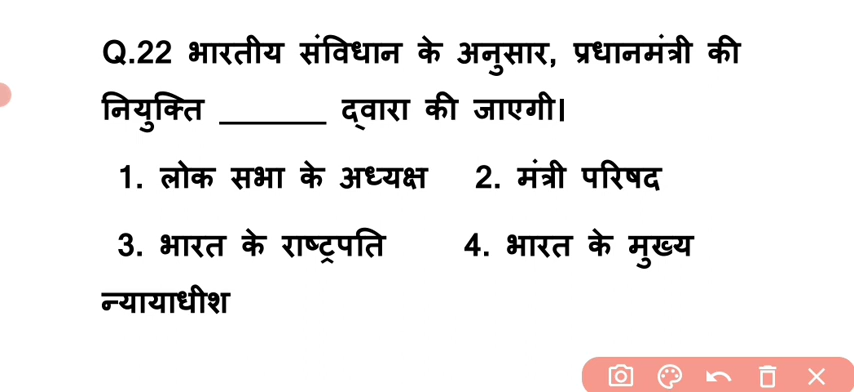 Q.22 भारतीय संविधान के अनुसार, प्रधानमंत्री की
नियुक्ति _______ द्वारा की जाएगी।
1. लोक सभा के अध्यक्ष 2. मंत्री परिषद
3. भारत के राष्ट्रपति 4. भारत के मुख्य
न्यायाधीश